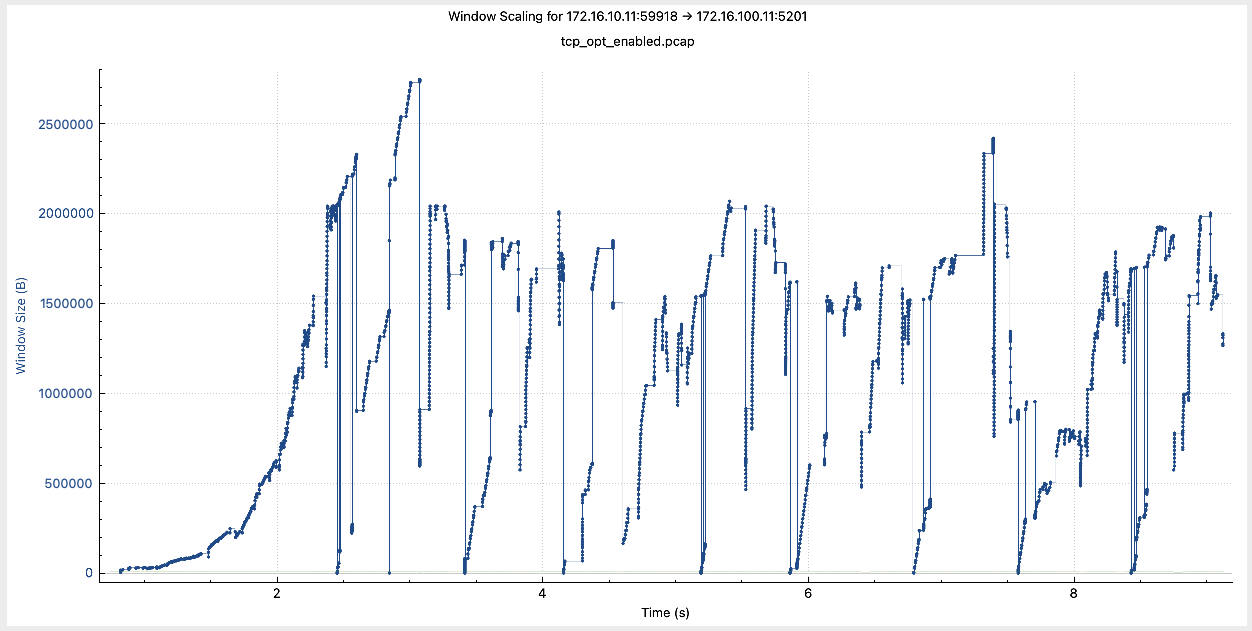 Window Scaling for 172.16.10.11:59918 → 172.16.100.11:5201
tcp_opt_enabled.pcap
Window Size (B)
2500000
2000000
1500000
1000000
500000
0
2 4 6 8
Time (s)